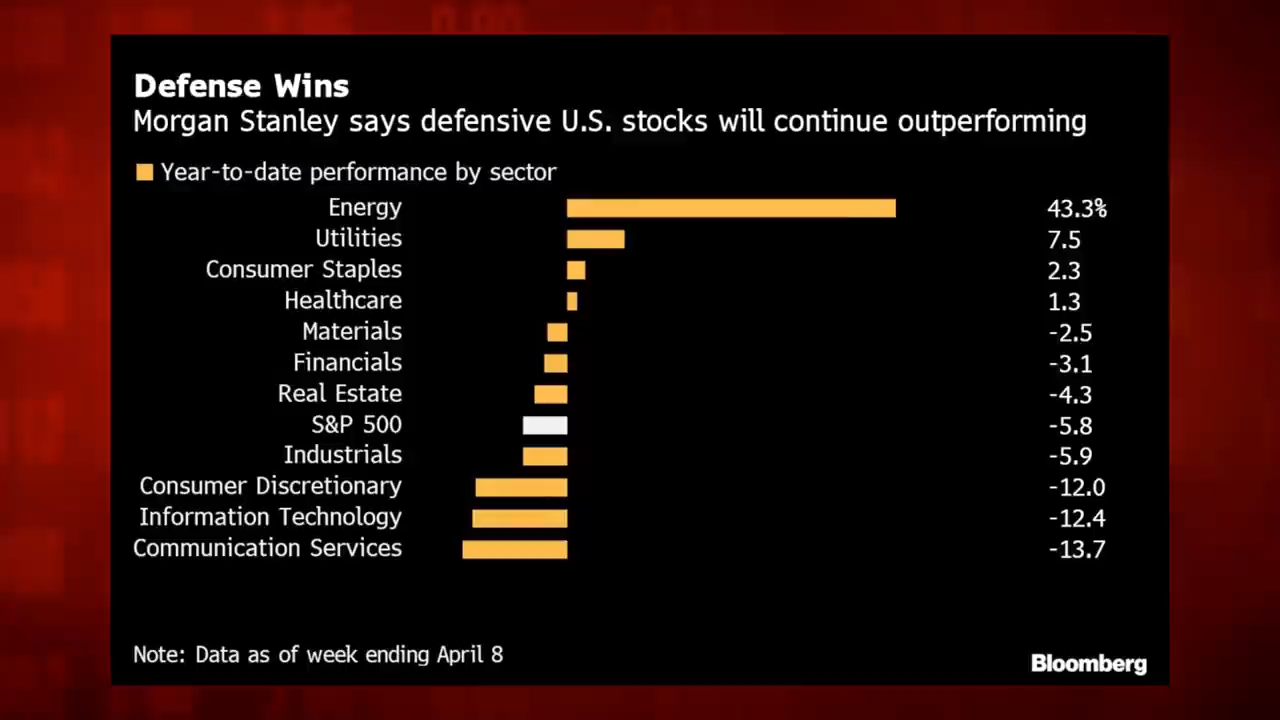 Defense Wins
Morgan Stanley says defensive U.S. stocks will continue outperforming
Year-to-date performance by sector
Energy 43.3%
Utilities 7.5
Consumer Staples 2.3
Healthcare 1.3
Materials -2.5
Financials -3.1
Real Estate -4.3
S&P 500 -5.8
Industrials -5.9
Consumer Discretionary -12.0
Information Technology -12.4
Communication Services -13.7
Note: Data as of week ending April 8
Bloomberg